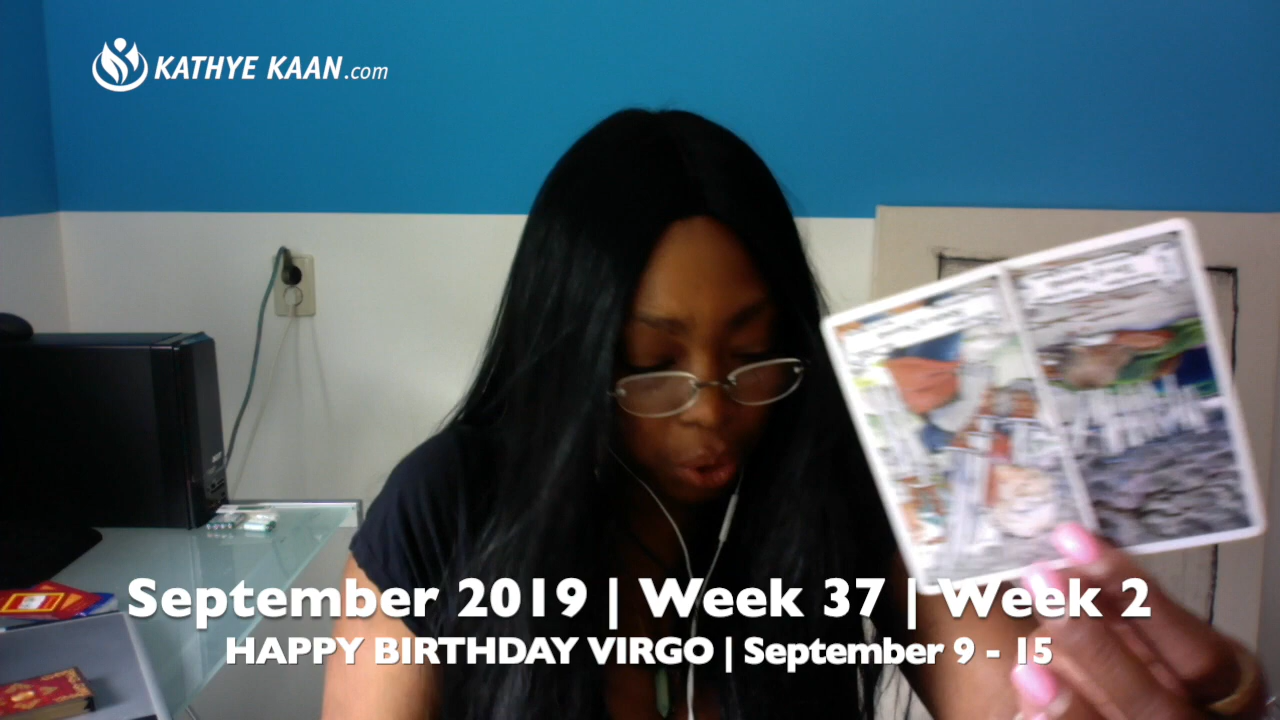 KATHYE KAAN.com
September 2019 | Week 37 | Week 2
HAPPY BIRTHDAY VIRGO | September 9 - 15